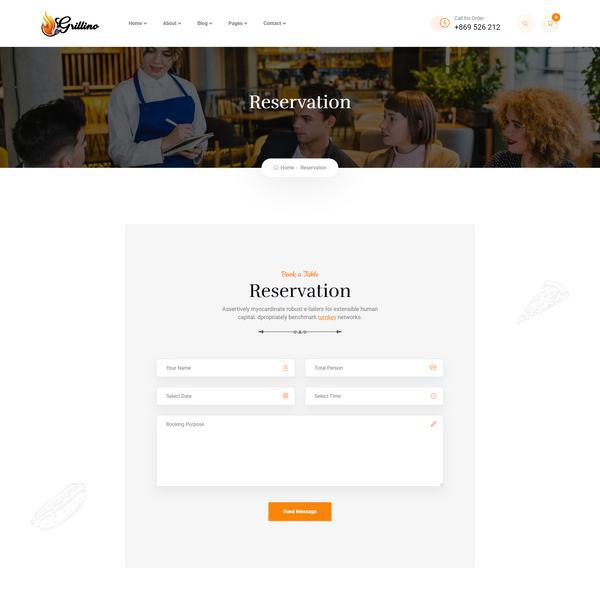 Grillino
Home
About
Blog
Pages
Contact
Call for Order
+869 526 212
Reservation
Home - Reservation
Book a Table
Reservation
Assertively myocardinate robust e-tailers for extensible human
capital. dpropriately benchmark turnkey networks.
Your Name
Total Person
Select Date
Select Time
Booking Purpose
Send Message